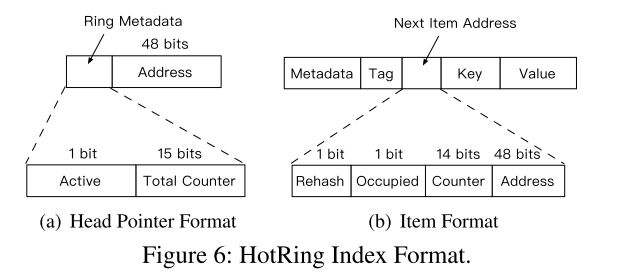 Ring Metadata
48 bits
Address
1 bit 15 bits
Active Total Counter
(a) Head Pointer Format
Next Item Address
Metadata Tag Key Value
1 bit 1 bit 14 bits 48 bits
Rehash Occupied Counter Address
(b) Item Format
Figure 6: HotRing Index Format.